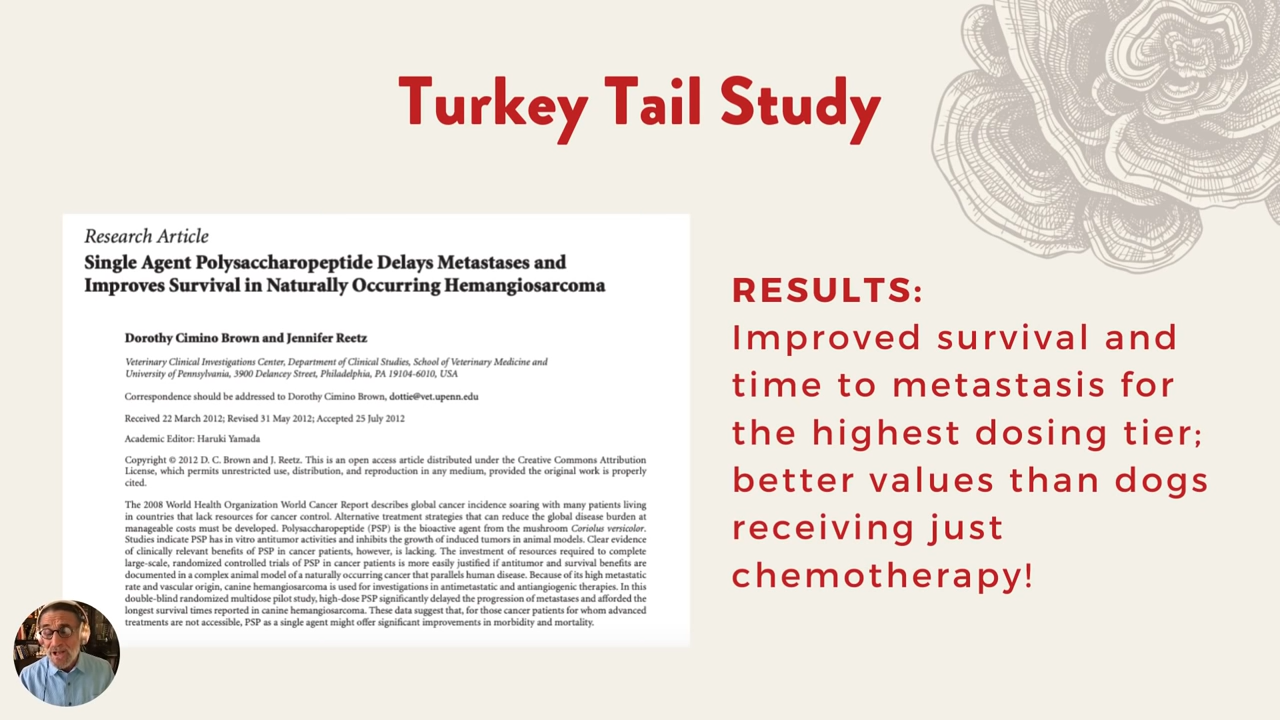 Turkey Tail Study
Research Article
Single Agent Polysaccharopeptide Delays Metastases and
Improves Survival in Naturally Occurring Hemangiosarcoma
Dorothy Cimino Brown and Jennifer Reetz
Veterinary Clinical Investigations Center, Department of Clinical Studies, School of Veterinary Medicine and
University of Pennsylvania, 3900 Delancey Street, Philadelphia, PA 19104-6010, USA
Correspondence should be addressed to Dorothy Cimino Brown, dottie@vet.upenn.edu
Received 22 March 2012; Revised 31 May 2012; Accepted 25 July 2012
Academic Editor: Haruki Yamada
Copyright © 2012 D. C. Brown and J. Reetz. This is an open access article distributed under the Creative Commons Attribution
License, which permits unrestricted use, distribution, and reproduction in any medium, provided the original work is properly
cited.
The 2008 World Health Organization World Cancer Report describes global cancer incidence soaring with many patients living
in countries that lack resources for cancer control. Alternative treatment strategies that can reduce the global disease burden at
manageable costs must be developed. Polysaccharopeptide (PSP) is the bioactive agent from the mushroom Coriolus versicolor.
Studies indicate PSP has in vitro antitumor activities and inhibits the growth of induced tumors in animal models. Clear evidence
of clinically relevant benefits of PSP in cancer patients, however, is lacking. The investment of resources required to complete
large-scale, randomized controlled trials of PSP in cancer patients is more easily justified if antitumor and survival benefits are
documented in a complex animal model of a naturally occurring cancer that parallels human disease. Because of its high metastatic
rate and vascular origin, canine hemangiosarcoma is used for investigations in antimetastatic and antiangiogenic therapies. In this
double-blind randomized multidose pilot study, high-dose PSP significantly delayed the progression of metastases and afforded the
longest survival times reported in canine hemangiosarcoma. These data suggest that, for those cancer patients for whom advanced
treatments are not accessible, PSP as a single agent might offer significant improvements in morbidity and mortality.
RESULTS:
Improved survival and
time to metastasis for
the highest dosing tier;
better values than dogs
receiving just
chemotherapy!